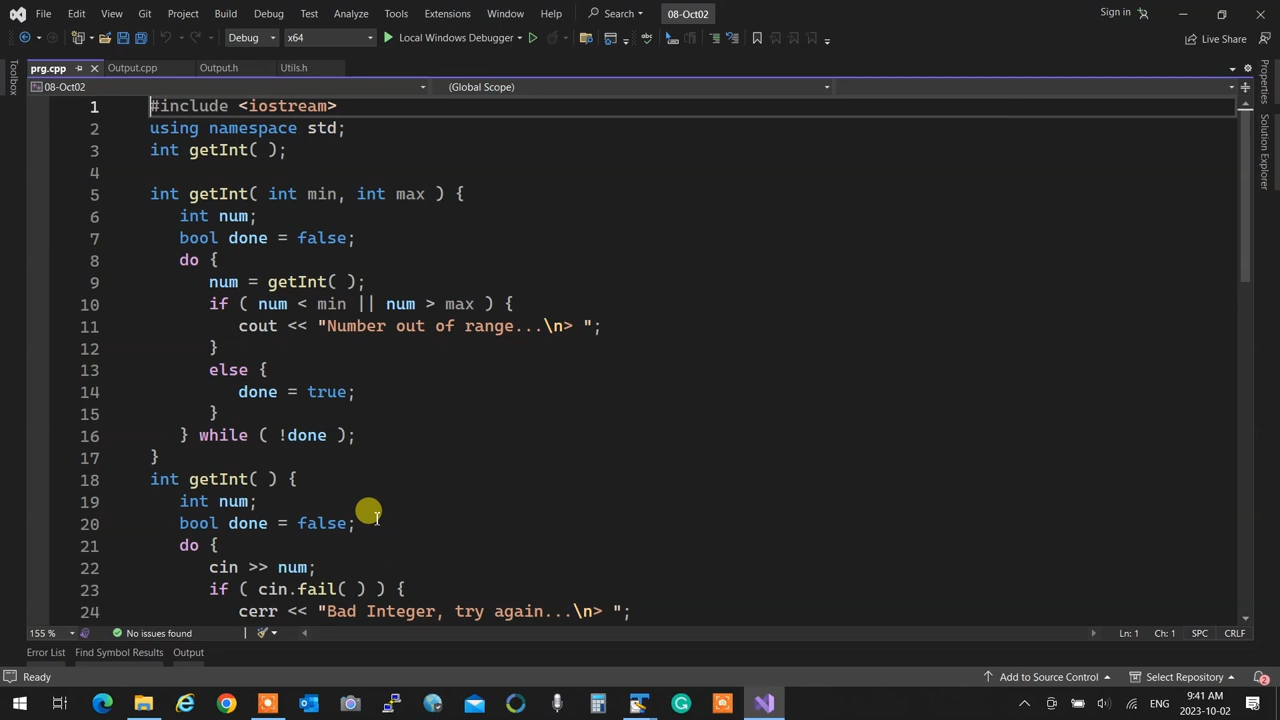 File Edit View Git Project Build Debug Test Analyze Tools Extensions Window Help Search 08-Oct02 Sign in
Debug x64 Local Windows Debugger Live Share
prg.cpp Output.cpp Output.h Utils.h
08-Oct02 (Global Scope)
Toolbox
Properties
Solution Explorer
1 #include <iostream>
2 using namespace std;
3 int getInt( );
4
5 int getInt( int min, int max ) {
6 int num;
7 bool done = false;
8 do {
9 num = getInt( );
10 if ( num < min || num > max ) {
11 cout << "Number out of range...\n> ";
12 }
13 else {
14 done = true;
15 }
16 } while ( !done );
17 }
18 int getInt( ) {
19 int num;
20 bool done = false;
21 do {
22 cin >> num;
23 if ( cin.fail( ) ) {
24 cerr << "Bad Integer, try again...\n> ";
155 % No issues found Ln: 1 Ch: 1 SPC CRLF
Error List Find Symbol Results Output
Ready Add to Source Control Select Repository 2
ENG 9:41 AM
2023-10-02